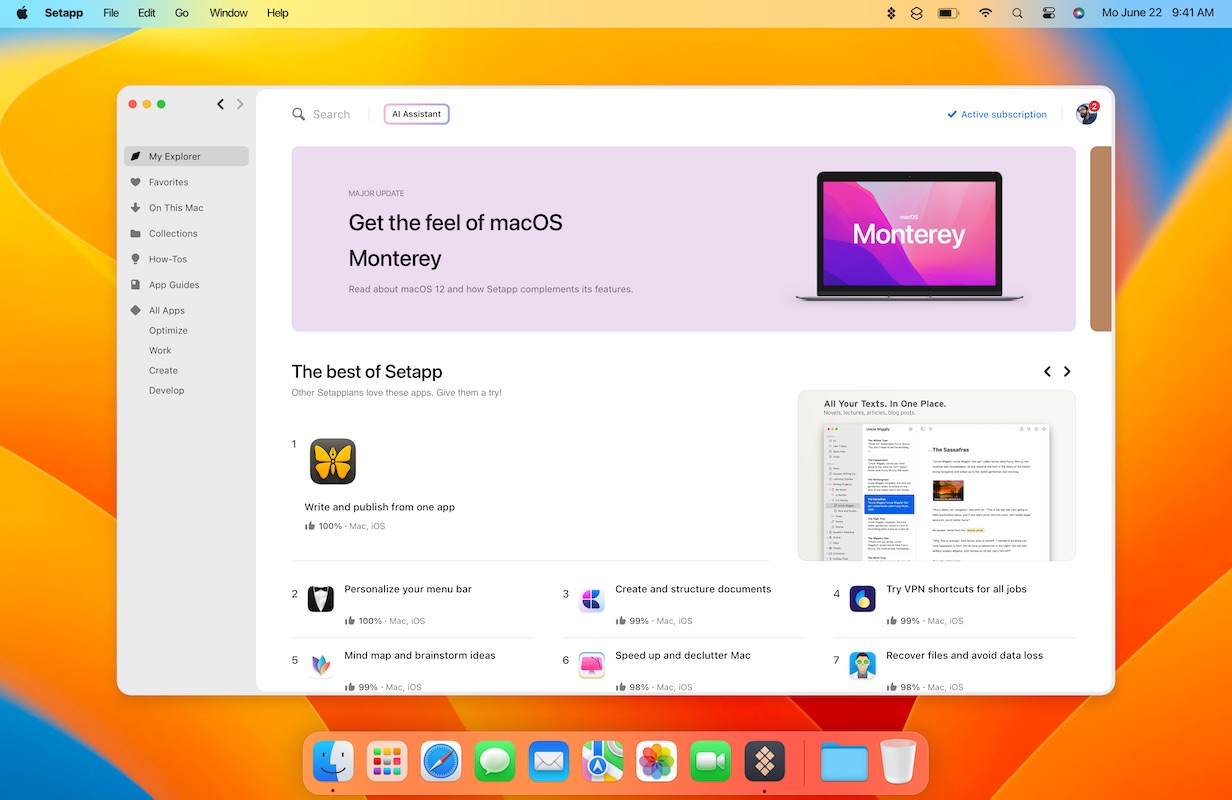 Setapp File Edit Go Window Help
Mo June 22 9:41 AM
Search
AI Assistant
Active subscription
2
My Explorer
Favorites
On This Mac
Collections
How-Tos
App Guides
All Apps
Optimize
Work
Create
Develop
MAJOR UPDATE
Get the feel of macOS
Monterey
Read about macOS 12 and how Setapp complements its features.
macOS
Monterey
The best of Setapp
Other Setappians love these apps. Give them a try!
1
Write and publish from one app
100% · Mac, iOS
All Your Texts. In One Place.
Novels, lectures, articles, blog posts.
Uncle Wiggily
The Sassafras
2
Personalize your menu bar
100% · Mac, iOS
3
Create and structure documents
99% · Mac, iOS
4
Try VPN shortcuts for all jobs
99% · Mac, iOS
5
Mind map and brainstorm ideas
99% · Mac, iOS
6
Speed up and declutter Mac
98% · Mac, iOS
7
Recover files and avoid data loss
98% · Mac, iOS